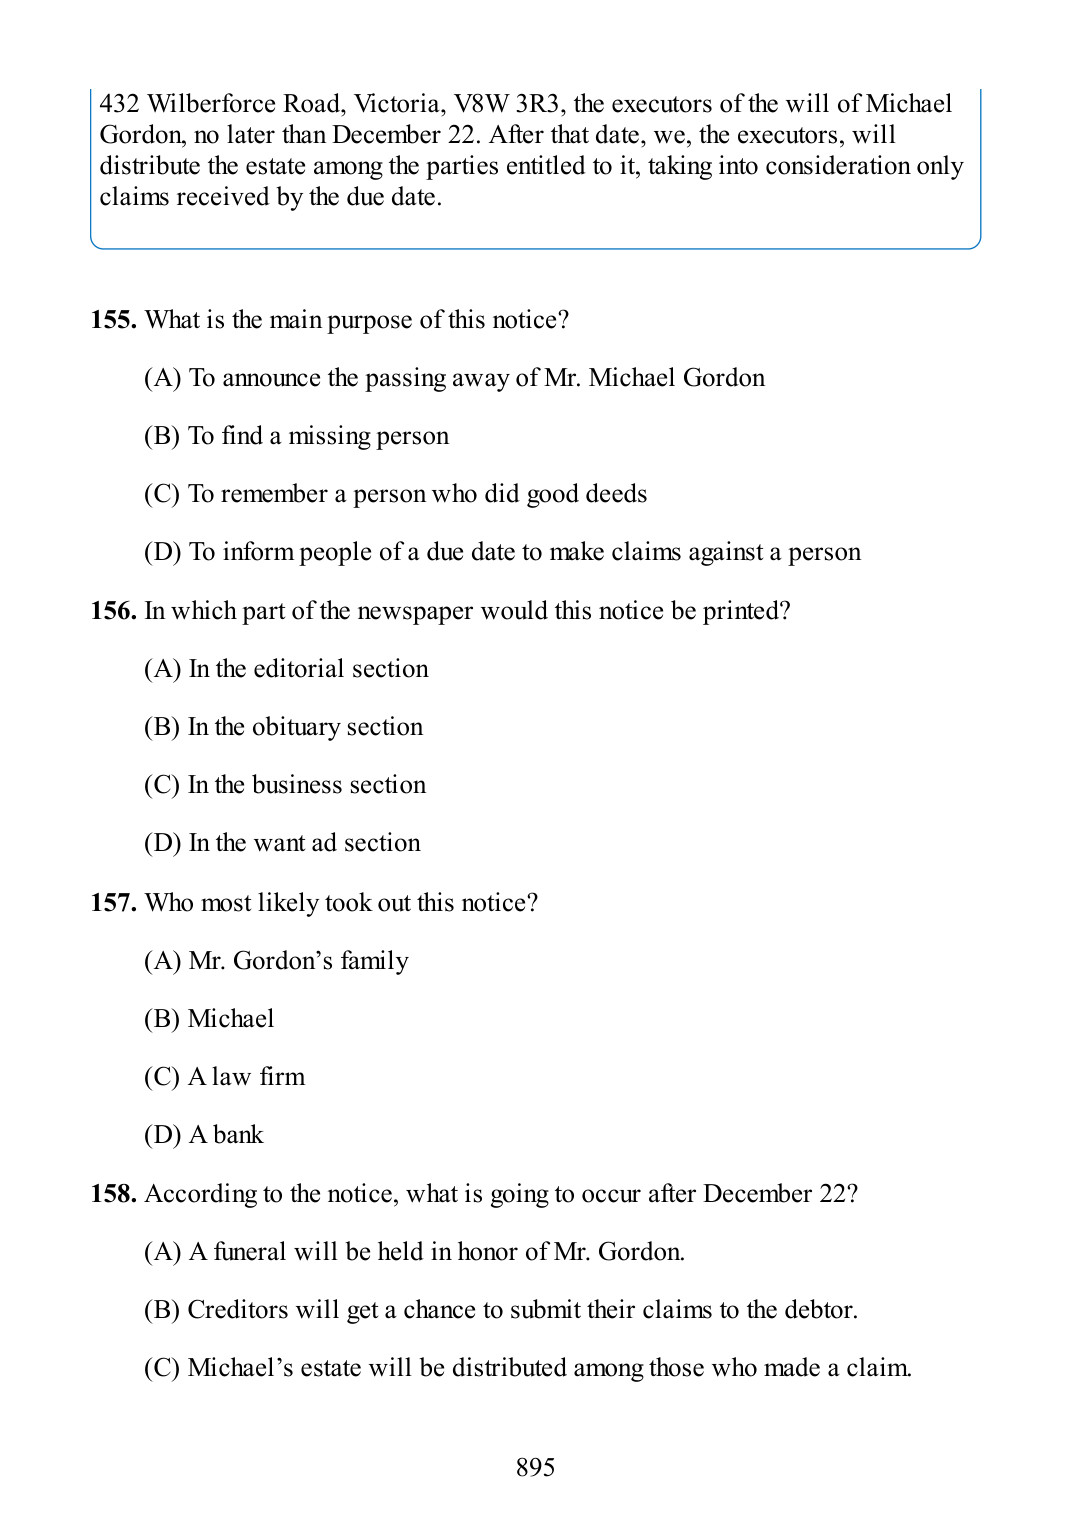 432 Wilberforce Road, Victoria, V8W 3R3, the executors of the will of Michael
Gordon, no later than December 22. After that date, we, the executors, will
distribute the estate among the parties entitled to it, taking into consideration only
claims received by the due date.
155. What is the main purpose of this notice?
(A) To announce the passing away of Mr. Michael Gordon
(B) To find a missing person
(C) To remember a person who did good deeds
(D) To inform people of a due date to make claims against a person
156. In which part of the newspaper would this notice be printed?
(A) In the editorial section
(B) In the obituary section
(C) In the business section
(D) In the want ad section
157. Who most likely took out this notice?
(A) Mr. Gordon’s family
(B) Michael
(C) A law firm
(D) A bank
158. According to the notice, what is going to occur after December 22?
(A) A funeral will be held in honor of Mr. Gordon.
(B) Creditors will get a chance to submit their claims to the debtor.
(C) Michael’s estate will be distributed among those who made a claim.
895